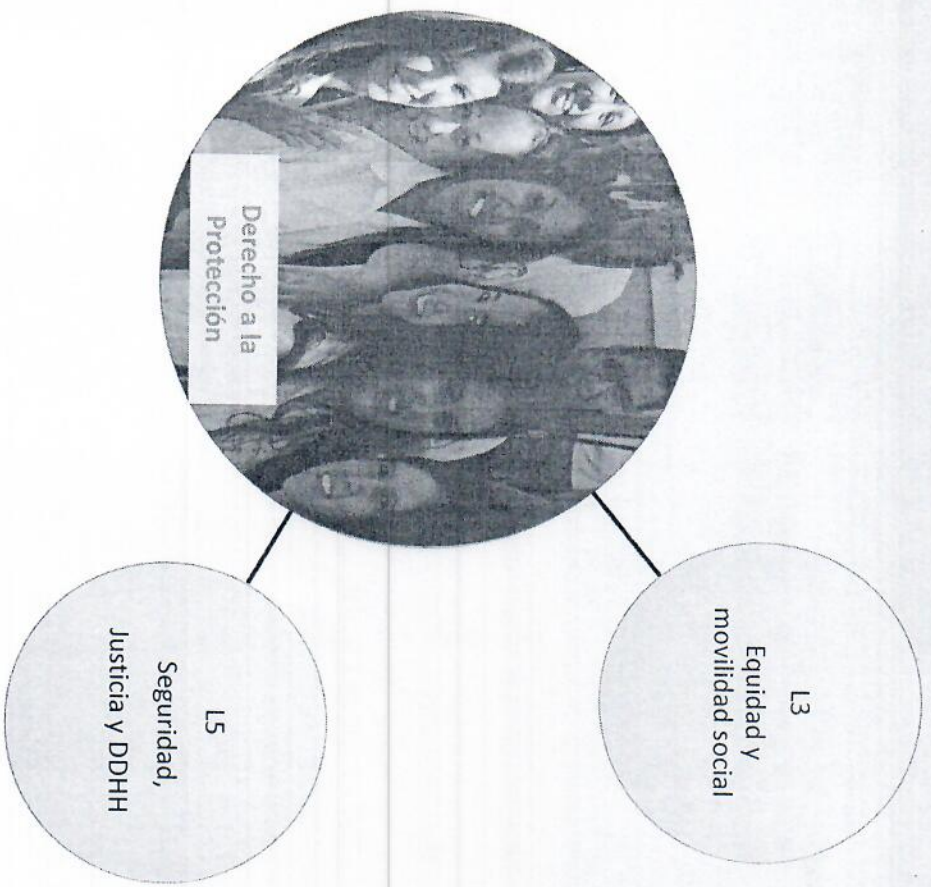 Derecho a la
Protección
L3
Equidad y
movilidad social
L5
Seguridad,
Justicia y DDHH